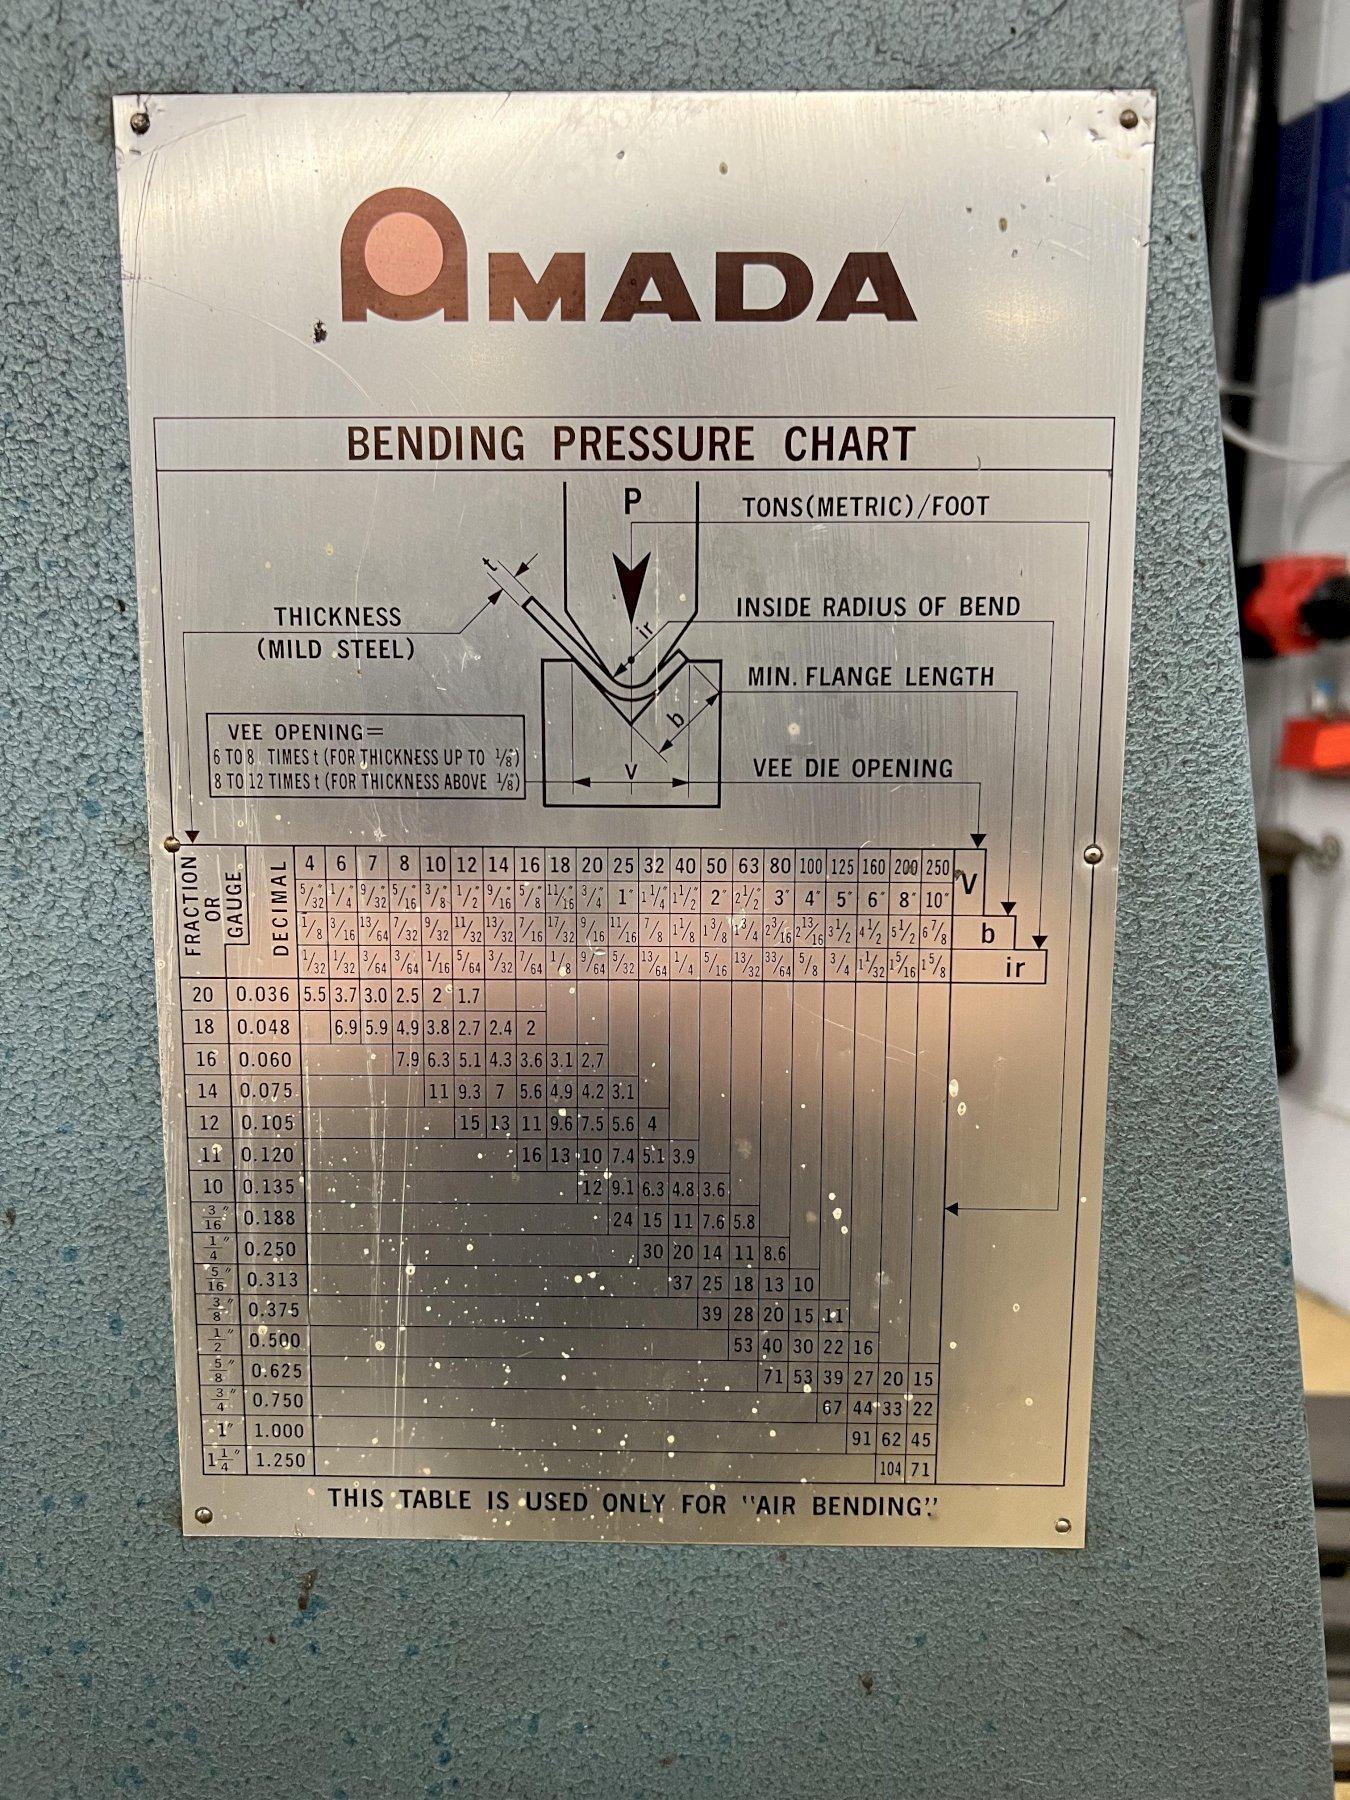 AMADA
BENDING PRESSURE CHART
P
TONS(METRIC)/FOOT
t
THICKNESS
(MILD STEEL)
ir
INSIDE RADIUS OF BEND
MIN. FLANGE LENGTH
b
VEE OPENING=
6 TO 8 TIMES t (FOR THICKNESS UP TO 1/8")
8 TO 12 TIMES t (FOR THICKNESS ABOVE 1/8")
V
VEE DIE OPENING
FRACTION OR GAUGE
DECIMAL
4 6 7 8 10 12 14 16 18 20 25 32 40 50 63 80 100 125 160 200 250 V
5/32" 1/4" 9/32" 5/16" 3/8" 1/2" 9/16" 5/8" 11/16" 3/4" 1" 1 1/4" 1 1/2" 2" 2 1/2" 3" 4" 5" 6" 8" 10"
1/8 3/16 13/64 7/32 9/32 11/32 13/32 7/16 17/32 9/16 11/16 7/8 1 1/8 1 3/8 1 3/4 2 3/16 2 13/16 3 1/2 4 1/2 5 1/2 6 7/8 b
1/32 1/32 3/64 3/64 1/16 5/64 3/32 7/64 1/8 9/64 5/32 13/64 1/4 5/16 13/32 33/64 5/8 3/4 1 1/32 1 5/16 1 5/8 ir
20 0.036 5.5 3.7 3.0 2.5 2 1.7
18 0.048 6.9 5.9 4.9 3.8 2.7 2.4 2
16 0.060 7.9 6.3 5.1 4.3 3.6 3.1 2.7
14 0.075 11 9.3 7 5.6 4.9 4.2 3.1
12 0.105 15 13 11 9.6 7.5 5.6 4
11 0.120 16 13 10 7.4 5.1 3.9
10 0.135 12 9.1 6.3 4.8 3.6
3/16" 0.188 24 15 11 7.6 5.8
1/4" 0.250 30 20 14 11 8.6
5/16" 0.313 37 25 18 13 10
3/8" 0.375 39 28 20 15 11
1/2" 0.500 53 40 30 22 16
5/8" 0.625 71 53 39 27 20 15
3/4" 0.750 67 44 33 22
1" 1.000 91 62 45
1 1/4" 1.250 104 71
THIS TABLE IS USED ONLY FOR "AIR BENDING."